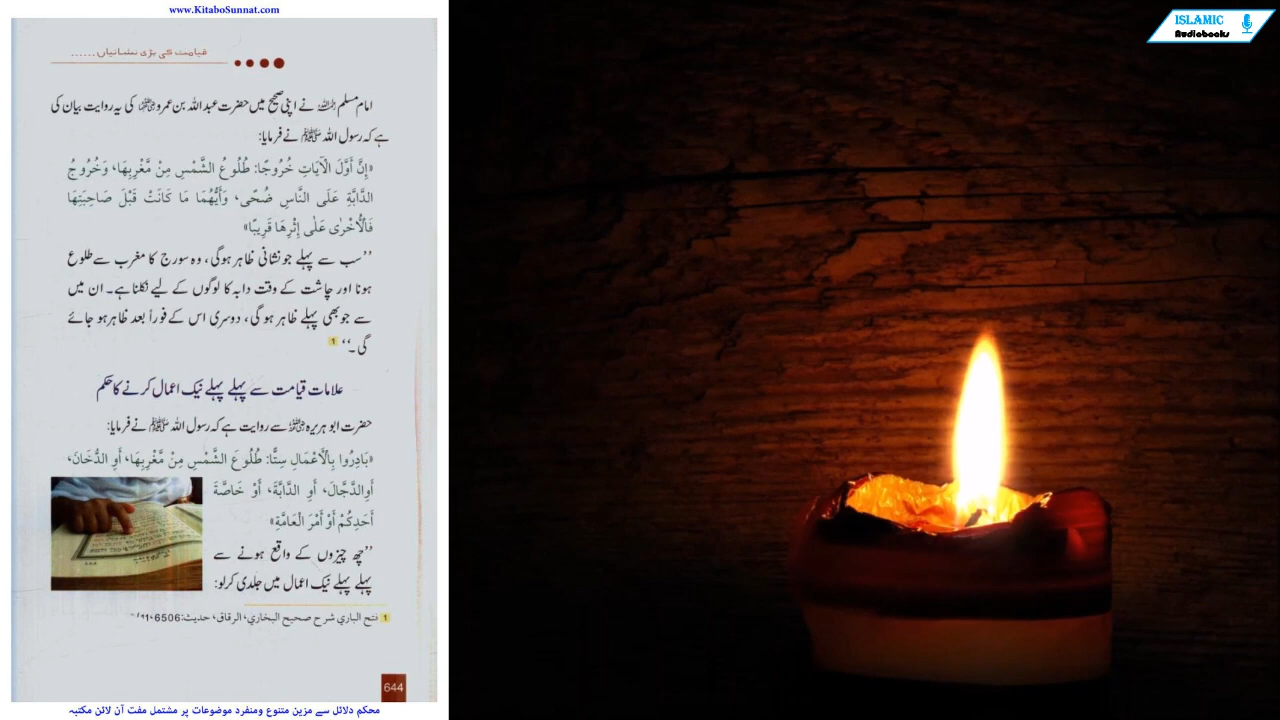 www.KitaboSunnat.com
قیامت کی بڑی نشانیاں ......
امام مسلم رحمہ اللہ نے اپنی صحیح میں حضرت عبداللہ بن عمرو رضی اللہ عنہ کی یہ روایت بیان کی
ہے کہ رسول اللہ ﷺ نے فرمایا:
«إِنَّ أَوَّلَ الْآيَاتِ خُرُوجًا: طُلُوعُ الشَّمْسِ مِنْ مَّغْرِبِهَا، وَخُرُوجُ
الدَّابَّةِ عَلَى النَّاسِ ضُحًى، وَأَيُّهُمَا مَا كَانَتْ قَبْلَ صَاحِبَتِهَا
فَالْأُخْرٰى عَلٰى إِثْرِهَا قَرِيبًا»
’’سب سے پہلے جو نشانی ظاہر ہوگی، وہ سورج کا مغرب سے طلوع
ہونا اور چاشت کے وقت دابہ کا لوگوں کے لیے نکلنا ہے۔ ان میں
سے جو بھی پہلے ظاہر ہوگی، دوسری اس کے فوراً بعد ظاہر ہو جائے
گی۔‘‘ 1
علامات قیامت سے پہلے پہلے نیک اعمال کرنے کا حکم
حضرت ابو ہریرہ رضی اللہ عنہ سے روایت ہے کہ رسول اللہ ﷺ نے فرمایا:
«بَادِرُوا بِالْأَعْمَالِ سِتًّا: طُلُوعَ الشَّمْسِ مِنْ مَّغْرِبِهَا، أَوِ الدُّخَانَ،
أَوِالدَّجَّالَ، أَوِ الدَّابَّةَ، أَوْ خَاصَّةَ
أَحَدِكُمْ أَوْ أَمْرَ الْعَامَّةِ»
’’چھ چیزوں کے واقع ہونے سے
پہلے پہلے نیک اعمال میں جلدی کرلو:
1 فتح الباري شرح صحيح البخاري، الرقاق، حديث:6506،
644
محکم دلائل سے مزین متنوع ومنفرد موضوعات پر مشتمل مفت آن لائن مکتبہ
ISLAMIC
Audiobooks